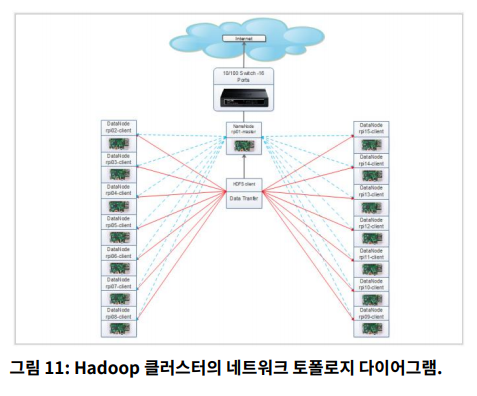 Internet
10/100 Switch -16
Ports
NameNode
rpi01-master
HDFS client
Data Tranfer
DataNode
rpi02-client
DataNode
rpi03-client
DataNode
rpi04-client
DataNode
rpi05-client
DataNode
rpi06-client
DataNode
rpi07-client
DataNode
rpi08-client
DataNode
rpi15-client
DataNode
rpi14-client
DataNode
rpi13-client
DataNode
rpi12-client
DataNode
rpi11-client
DataNode
rpi10-client
DataNode
rpi09-client
그림 11: Hadoop 클러스터의 네트워크 토폴로지 다이어그램.